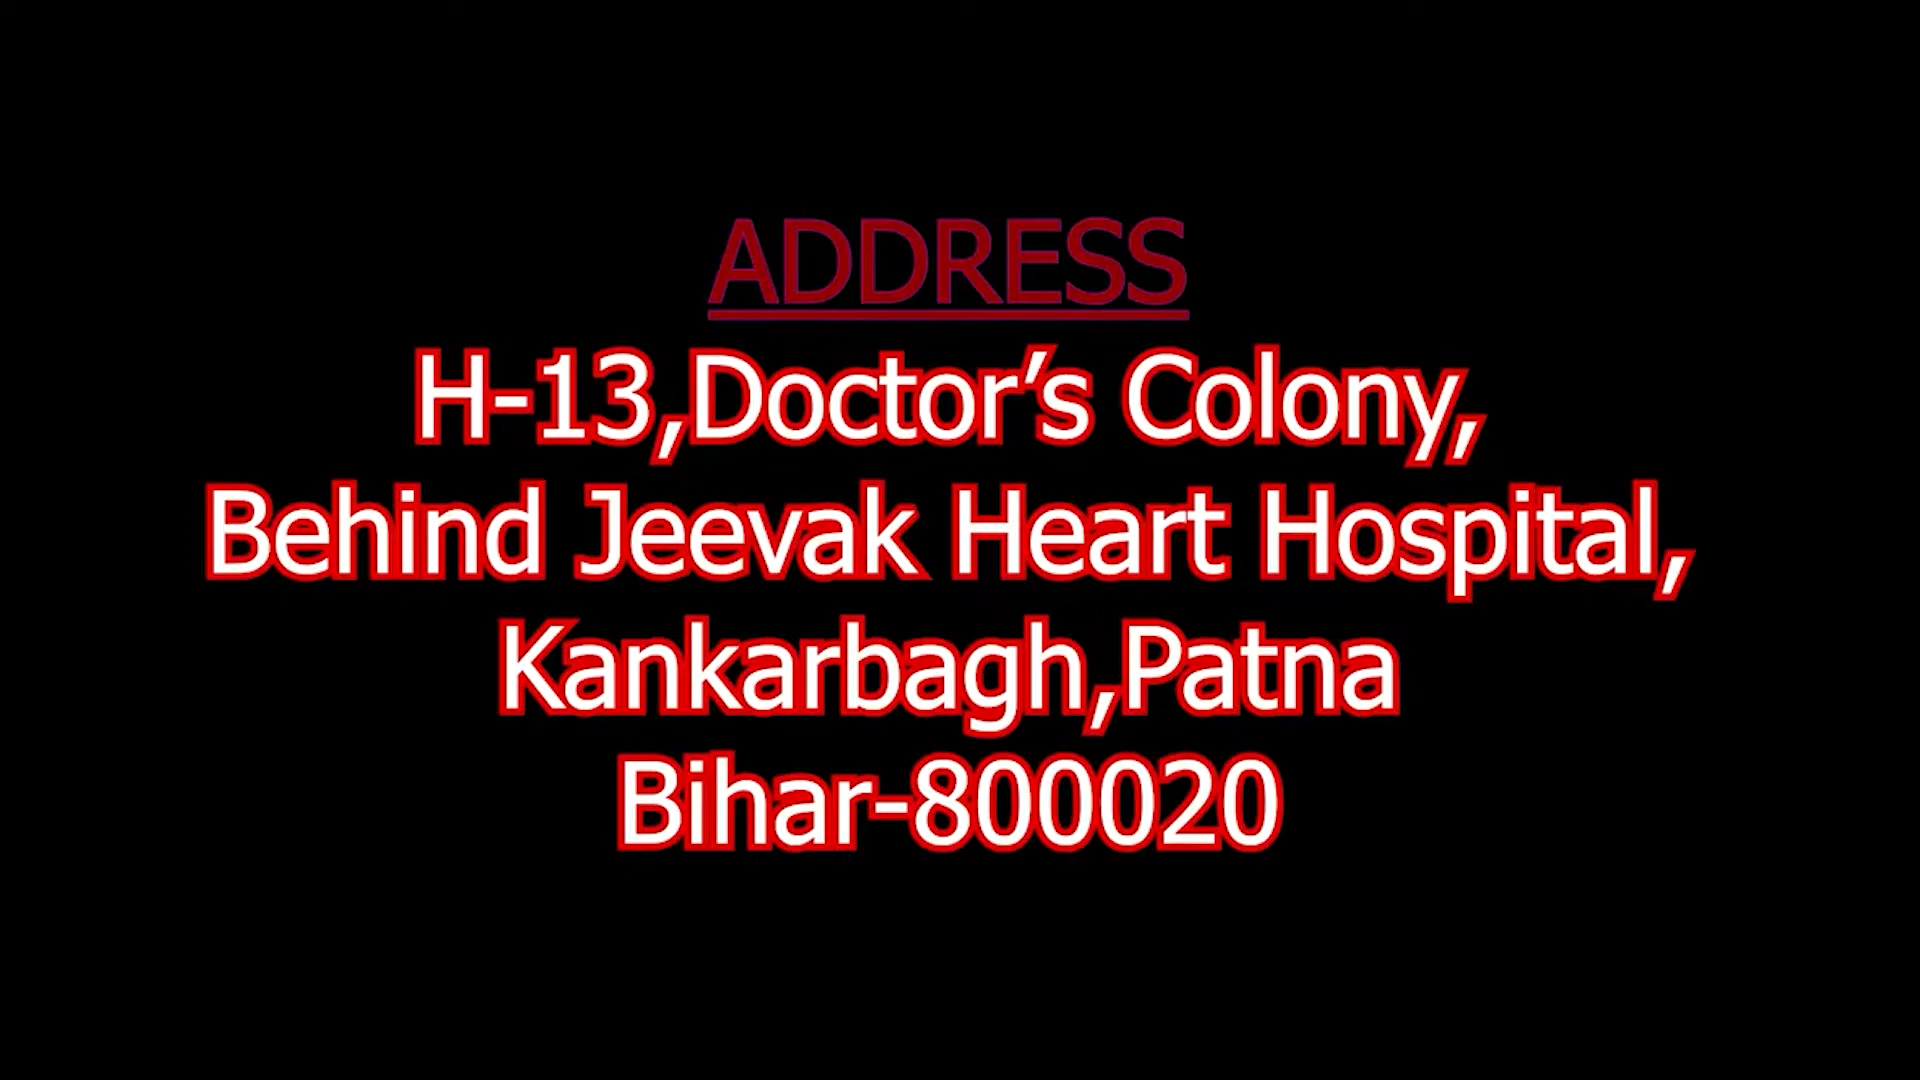 ADDRESS
H-13,Doctor’s Colony,
Behind Jeevak Heart Hospital,
Kankarbagh,Patna
Bihar-800020